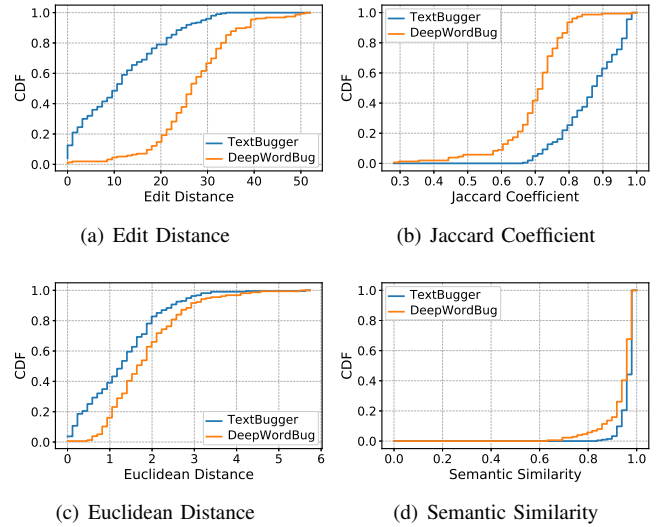 1.0
0.8
0.6
0.4
0.2
0.0
CDF
TextBugger
DeepWordBug
0 10 20 30 40 50
Edit Distance
(a) Edit Distance
1.0
0.8
0.6
0.4
0.2
0.0
CDF
TextBugger
DeepWordBug
0.3 0.4 0.5 0.6 0.7 0.8 0.9 1.0
Jaccard Coefficient
(b) Jaccard Coefficient
1.0
0.8
0.6
0.4
0.2
0.0
CDF
TextBugger
DeepWordBug
0 1 2 3 4 5 6
Euclidean Distance
(c) Euclidean Distance
1.0
0.8
0.6
0.4
0.2
0.0
CDF
TextBugger
DeepWordBug
0.0 0.2 0.4 0.6 0.8 1.0
Semantic Similarity
(d) Semantic Similarity